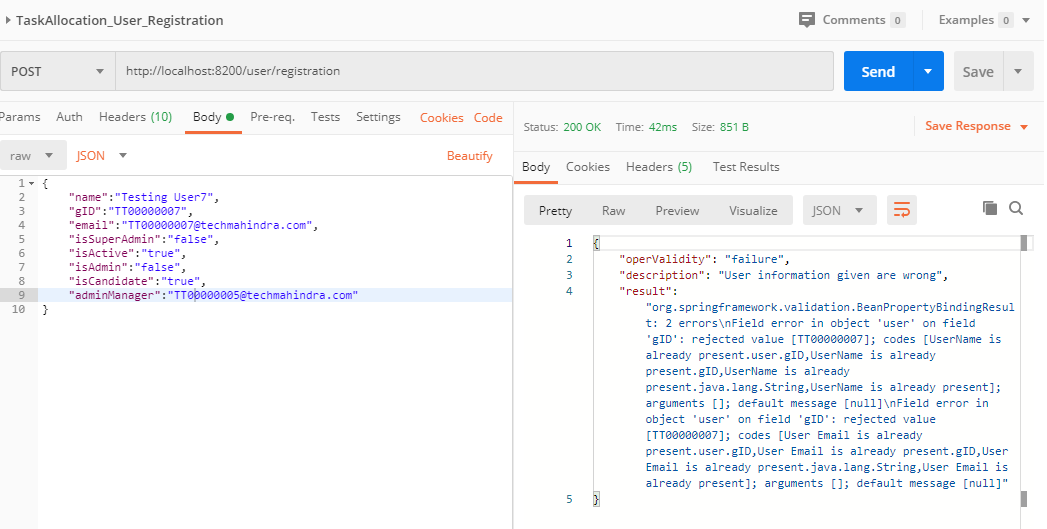 TaskAllocation_User_Registration
Comments 0 Examples 0
POST http://localhost:8200/user/registration Send Save
Params Auth Headers (10) Body Pre-req. Tests Settings Cookies Code
raw JSON Beautify
1 {
2 "name":"Testing User7",
3 "gID":"TT00000007",
4 "email":"TT00000007@techmahindra.com",
5 "isSuperAdmin":"false",
6 "isActive":"true",
7 "isAdmin":"false",
8 "isCandidate":"true",
9 "adminManager":"TT00000005@techmahindra.com"
10 }
Status: 200 OK Time: 42ms Size: 851 B Save Response
Body Cookies Headers (5) Test Results
Pretty Raw Preview Visualize JSON
1 {
2 "operValidity": "failure",
3 "description": "User information given are wrong",
4 "result":
"org.springframework.validation.BeanPropertyBindingResul
t: 2 errors\nField error in object 'user' on field
'gID': rejected value [TT00000007]; codes [UserName is
already present.user.gID,UserName is already
present.gID,UserName is already
present.java.lang.String,UserName is already present];
arguments []; default message [null]\nField error in
object 'user' on field 'gID': rejected value
[TT00000007]; codes [User Email is already
present.user.gID,User Email is already present.gID,User
Email is already present.java.lang.String,User Email is
already present]; arguments []; default message [null]"
5 }